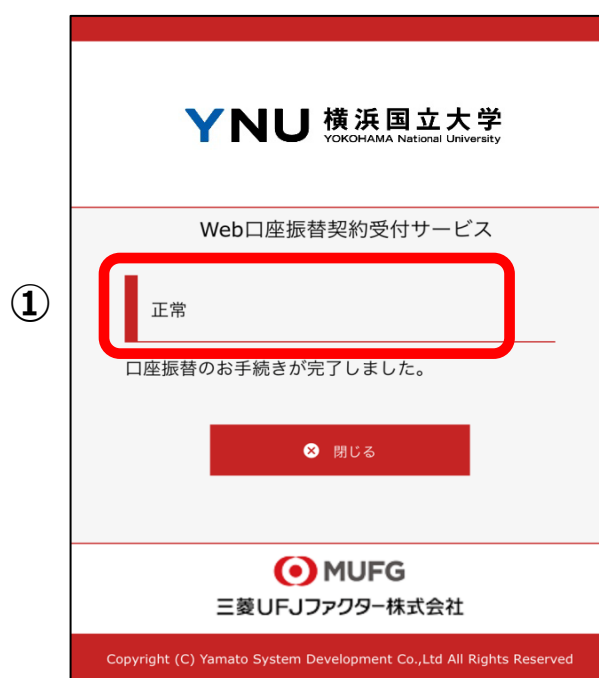 YNU 横浜国立大学
YOKOHAMA National University
Web口座振替契約受付サービス
①
正常
口座振替のお手続きが完了しました。
閉じる
MUFG
三菱UFJファクター株式会社
Copyright (C) Yamato System Development Co.,Ltd All Rights Reserved